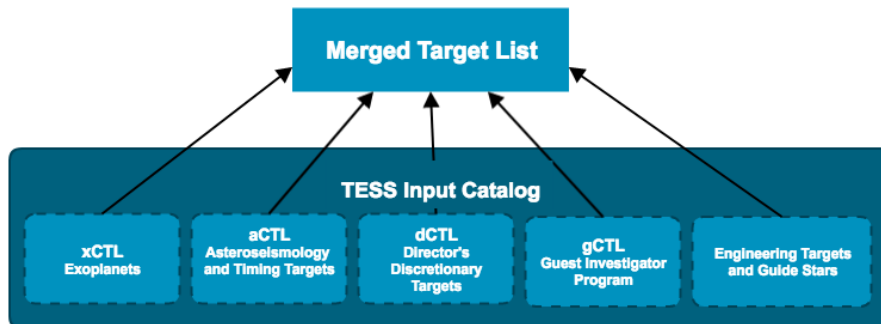 Merged Target List
TESS Input Catalog
xCTL
Exoplanets
aCTL
Asteroseismology
and Timing Targets
dCTL
Director's
Discretionary
Targets
gCTL
Guest Investigator
Program
Engineering Targets
and Guide Stars